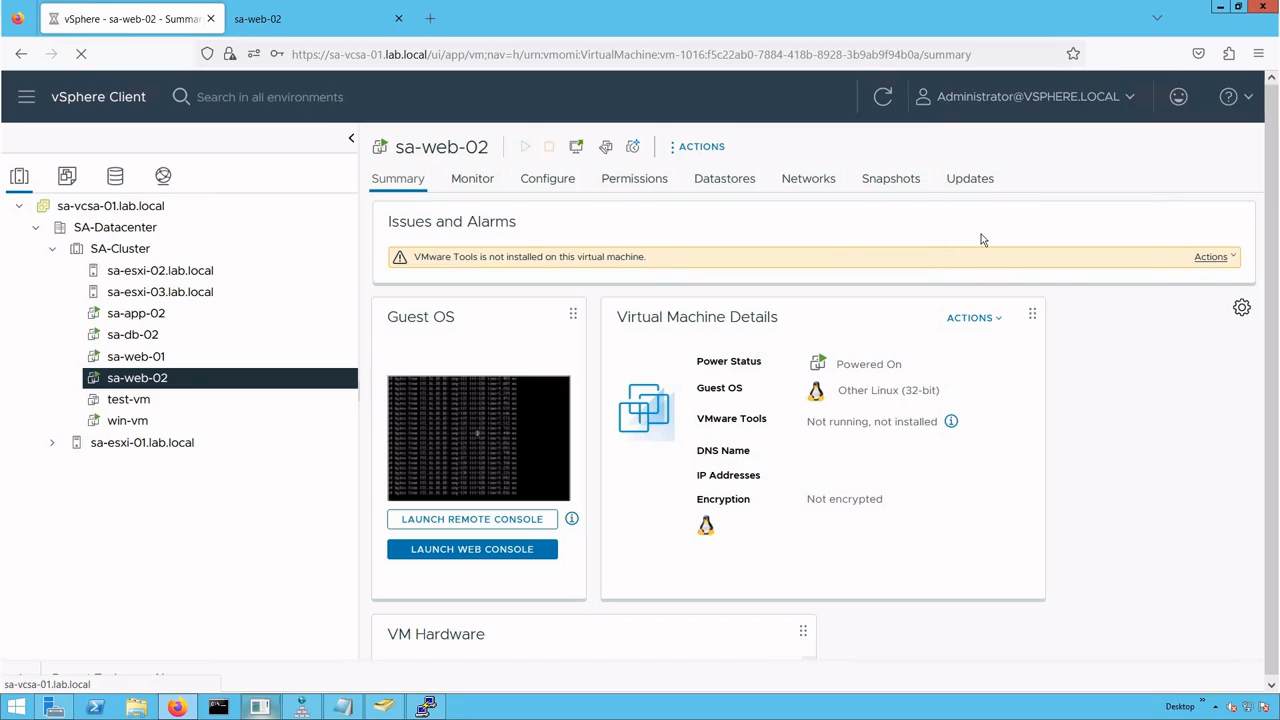 vSphere - sa-web-02 - Summar
sa-web-02
https://sa-vcsa-01.lab.local/ui/app/vm;nav=h/urn:vmomi:VirtualMachine:vm-1016:f5c22ab0-7884-418b-8928-3b9ab9f94b0a/summary
vSphere Client
Search in all environments
Administrator@VSPHERE.LOCAL
sa-web-02
ACTIONS
Summary
Monitor
Configure
Permissions
Datastores
Networks
Snapshots
Updates
sa-vcsa-01.lab.local
SA-Datacenter
SA-Cluster
sa-esxi-02.lab.local
sa-esxi-03.lab.local
sa-app-02
sa-db-02
sa-web-01
sa-web-02
test-vm
win-vm
sa-esxi-01.lab.local
Issues and Alarms
VMware Tools is not installed on this virtual machine.
Actions
Guest OS
LAUNCH REMOTE CONSOLE
LAUNCH WEB CONSOLE
Virtual Machine Details
ACTIONS
Power Status
Powered On
Guest OS
VMware Tools
Not running, not installed
DNS Name
IP Addresses
Encryption
Not encrypted
VM Hardware
sa-vcsa-01.lab.local
Desktop